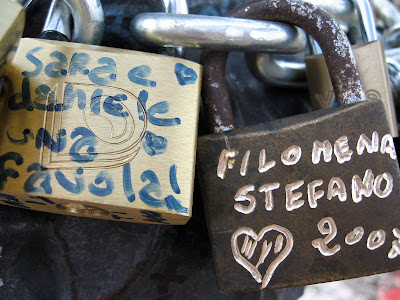 Sara e
daniele
una
favola!
FILOMENA
STEFANO
2007